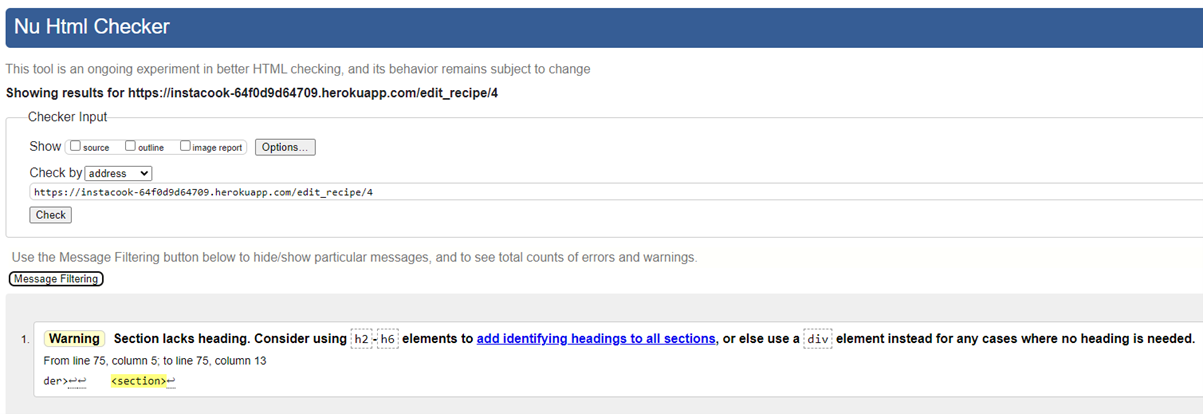 Nu Html Checker
This tool is an ongoing experiment in better HTML checking, and its behavior remains subject to change
Showing results for https://instacook-64f0d9d64709.herokuapp.com/edit_recipe/4
Checker Input
Show source outline image report Options...
Check by address
https://instacook-64f0d9d64709.herokuapp.com/edit_recipe/4
Check
Use the Message Filtering button below to hide/show particular messages, and to see total counts of errors and warnings.
Message Filtering
1. Warning Section lacks heading. Consider using h2-h6 elements to add identifying headings to all sections, or else use a div element instead for any cases where no heading is needed.
From line 75, column 5; to line 75, column 13
der>↩↩ <section>↩